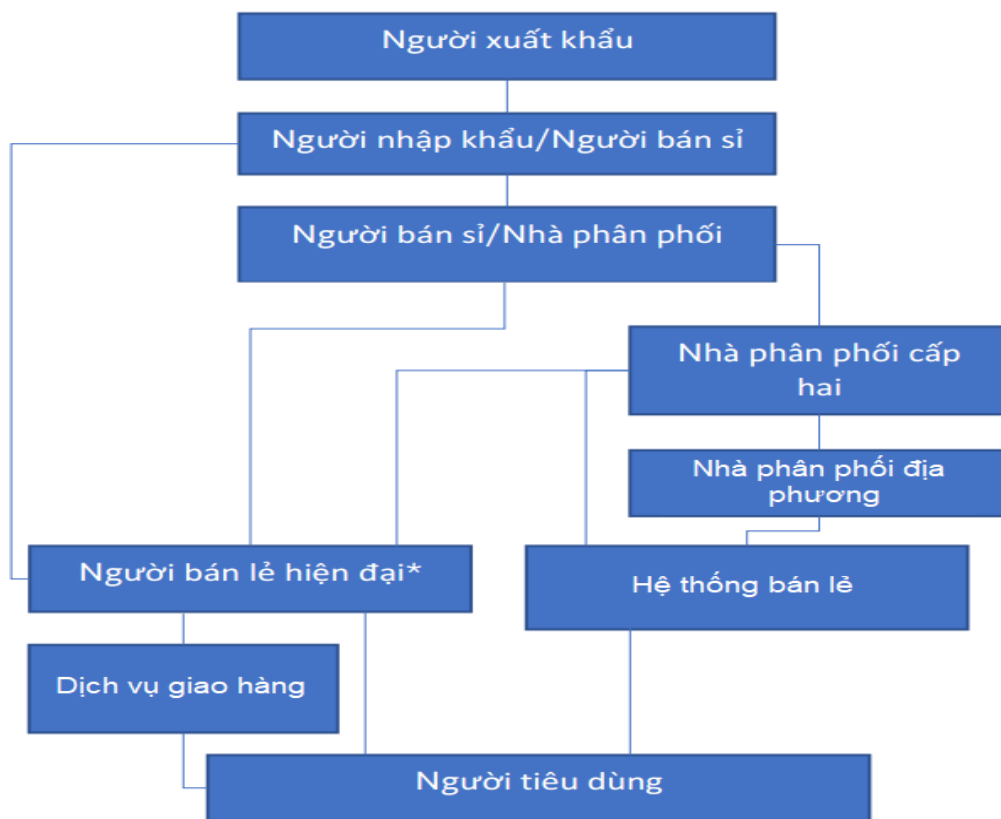 Người xuất khẩu
Người nhập khẩu/Người bán sỉ
Người bán sỉ/Nhà phân phối
Nhà phân phối cấp
hai
Nhà phân phối địa
phương
Người bán lẻ hiện đại*
Hệ thống bán lẻ
Dịch vụ giao hàng
Người tiêu dùng